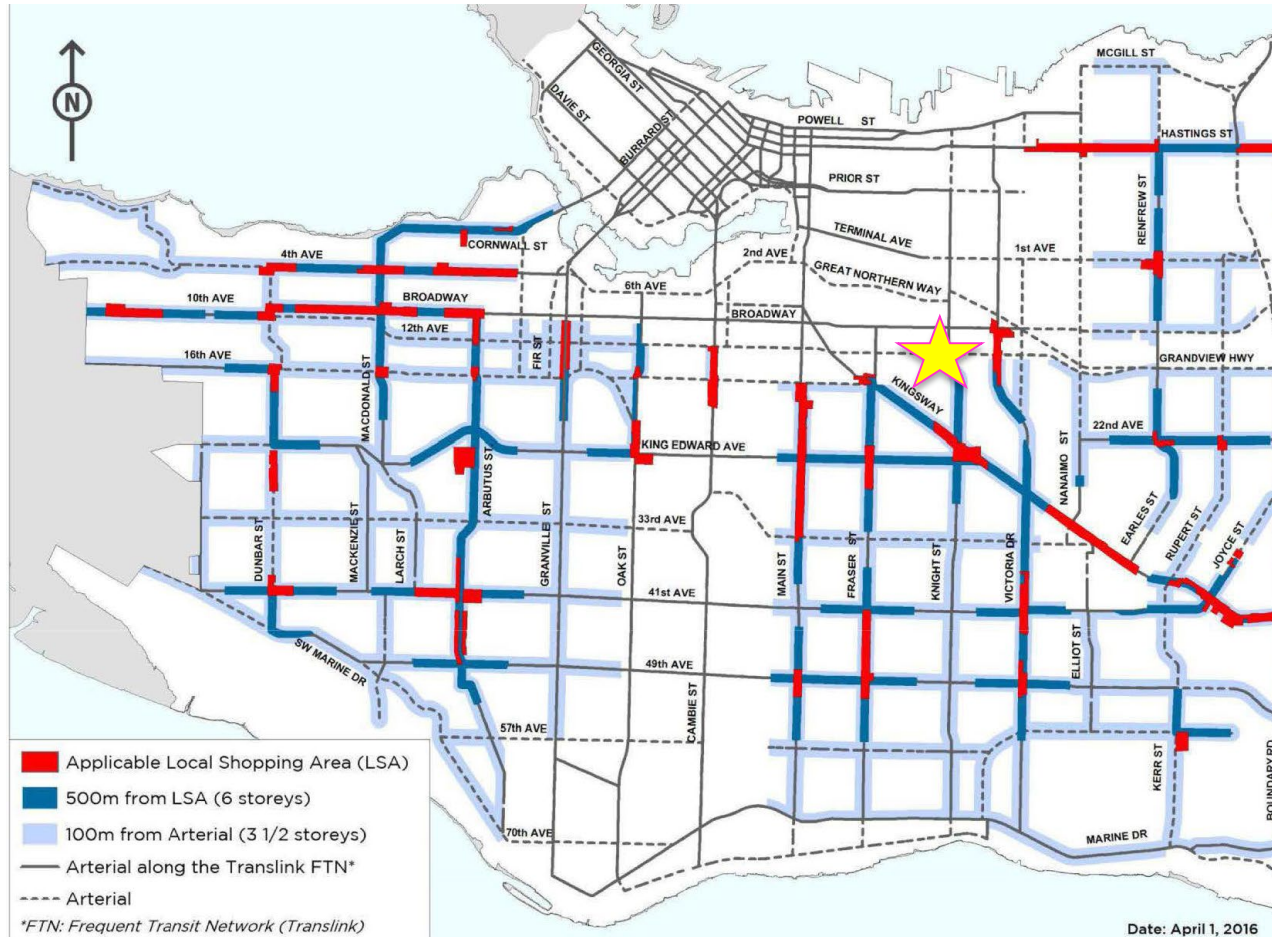 N
GEORGIA ST
DAVIE ST
BURRARD ST
MCGILL ST
POWELL ST
HASTINGS ST
PRIOR ST
RENFREW ST
TERMINAL AVE
1st AVE
CORNWALL ST
4th AVE
2nd AVE
GREAT NORTHERN WAY
6th AVE
10th AVE
BROADWAY
BROADWAY
12th AVE
FIR ST
16th AVE
GRANDVIEW HWY
MACDONALD ST
KINGSWAY
22nd AVE
KING EDWARD AVE
NANAIMO ST
ARBUTUS ST
EARLES ST
RUPERT ST
JOYCE ST
33rd AVE
DUNBAR ST
MACKENZIE ST
LARCH ST
GRANVILLE ST
OAK ST
MAIN ST
FRASER ST
KNIGHT ST
VICTORIA DR
41st AVE
ELLIOT ST
SW MARINE DR
49th AVE
CAMBIE ST
57th AVE
KERR ST
BOUNDARY RD
70th AVE
MARINE DR
Applicable Local Shopping Area (LSA)
500m from LSA (6 storeys)
100m from Arterial (3 1/2 storeys)
Arterial along the Translink FTN*
Arterial
*FTN: Frequent Transit Network (Translink)
Date: April 1, 2016